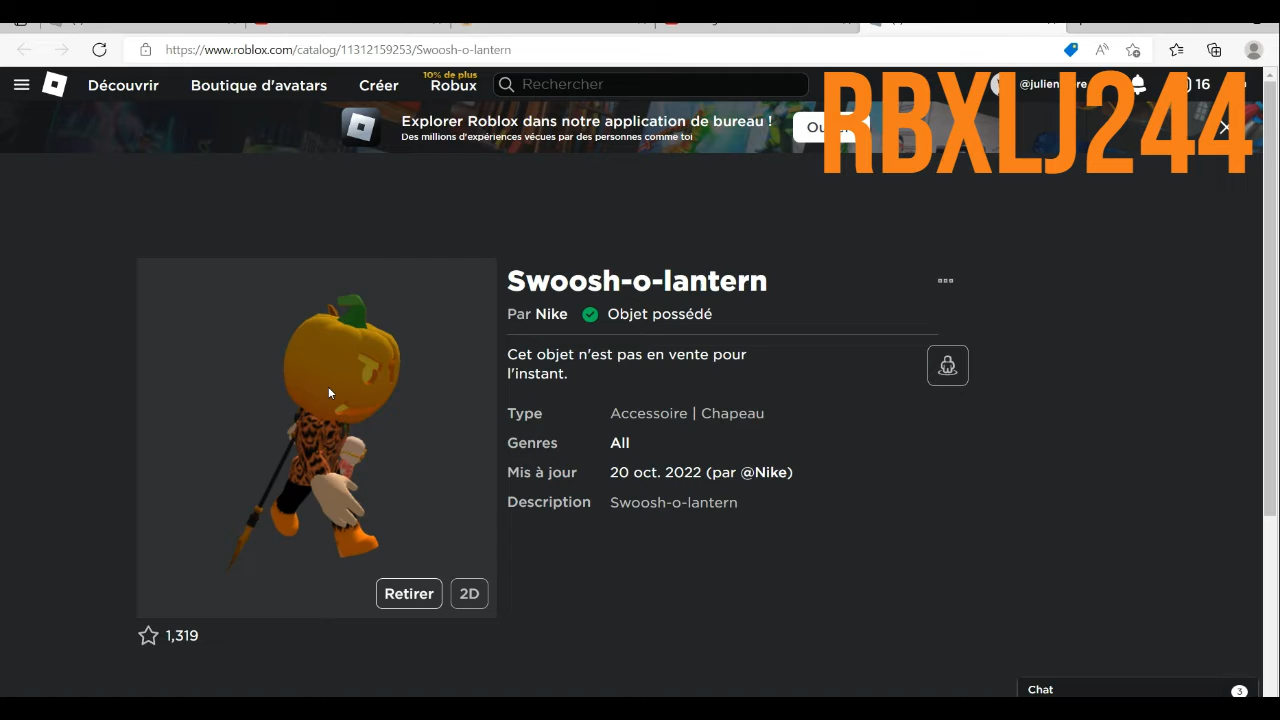 https://www.roblox.com/catalog/11312159253/Swoosh-o-lantern
Découvrir
Boutique d'avatars
Créer
10% de plus
Robux
Rechercher
16
RBXLJ244
Explorer Roblox dans notre application de bureau !
Des millions d'expériences vécues par des personnes comme toi
Swoosh-o-lantern
Par Nike
Objet possédé
Cet objet n'est pas en vente pour
l'instant.
Type
Accessoire | Chapeau
Genres
All
Mis à jour
20 oct. 2022 (par @Nike)
Description
Swoosh-o-lantern
Retirer
2D
1,319
Chat
3